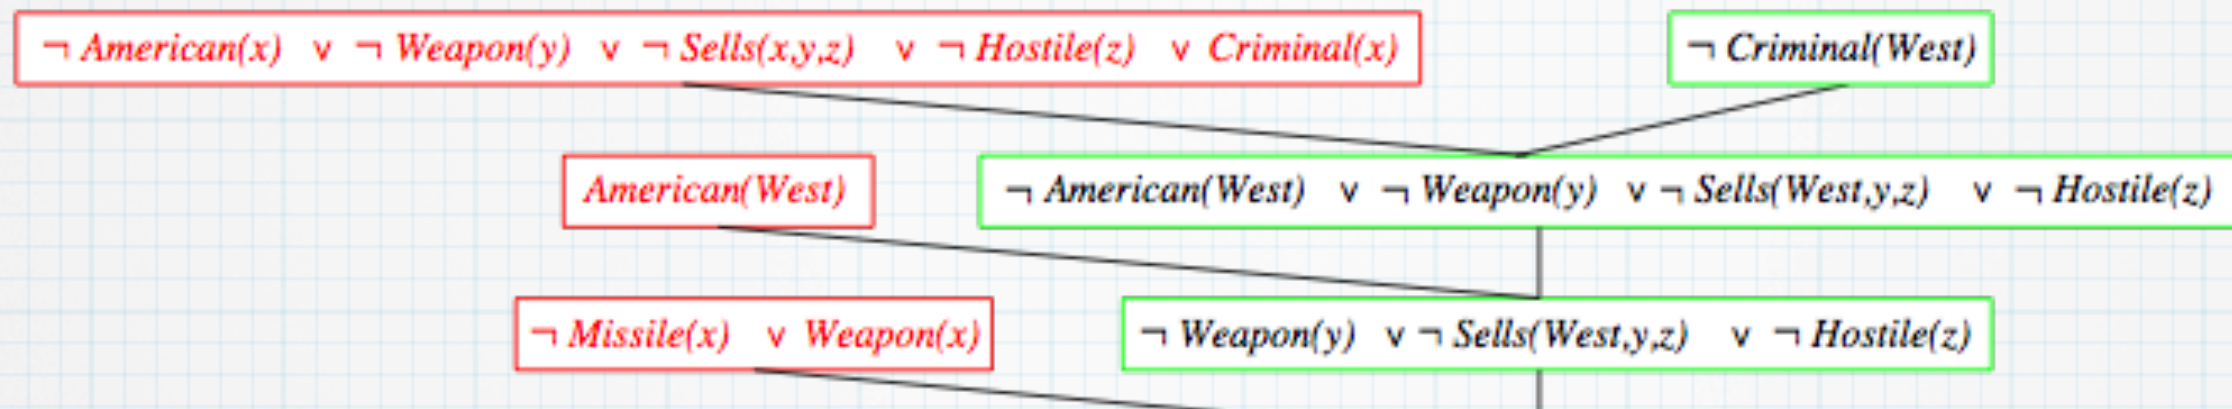 ¬ American(x) ∨ ¬ Weapon(y) ∨ ¬ Sells(x,y,z) ∨ ¬ Hostile(z) ∨ Criminal(x) ¬ Criminal(West)
American(West) ¬ American(West) ∨ ¬ Weapon(y) ∨ ¬ Sells(West,y,z) ∨ ¬ Hostile(z)
¬ Missile(x) ∨ Weapon(x) ¬ Weapon(y) ∨ ¬ Sells(West,y,z) ∨ ¬ Hostile(z)